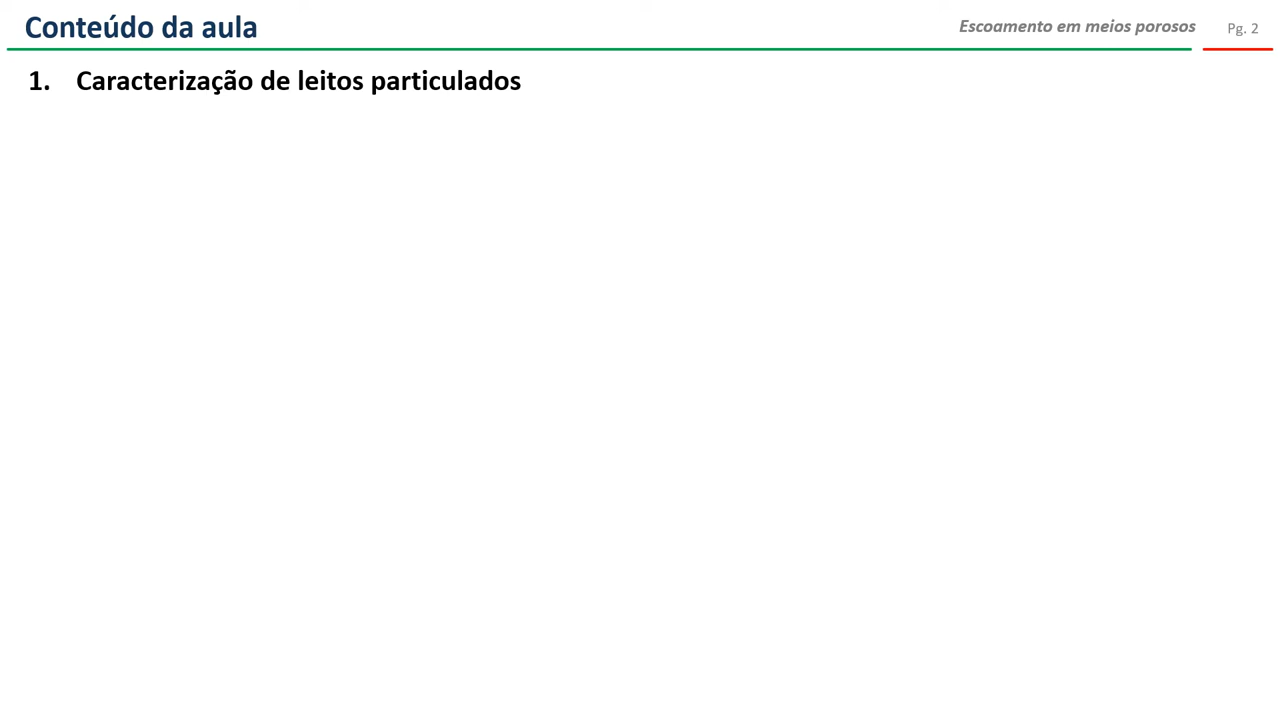 Conteúdo da aula
Escoamento em meios porosos
Pg. 2
1. Caracterização de leitos particulados